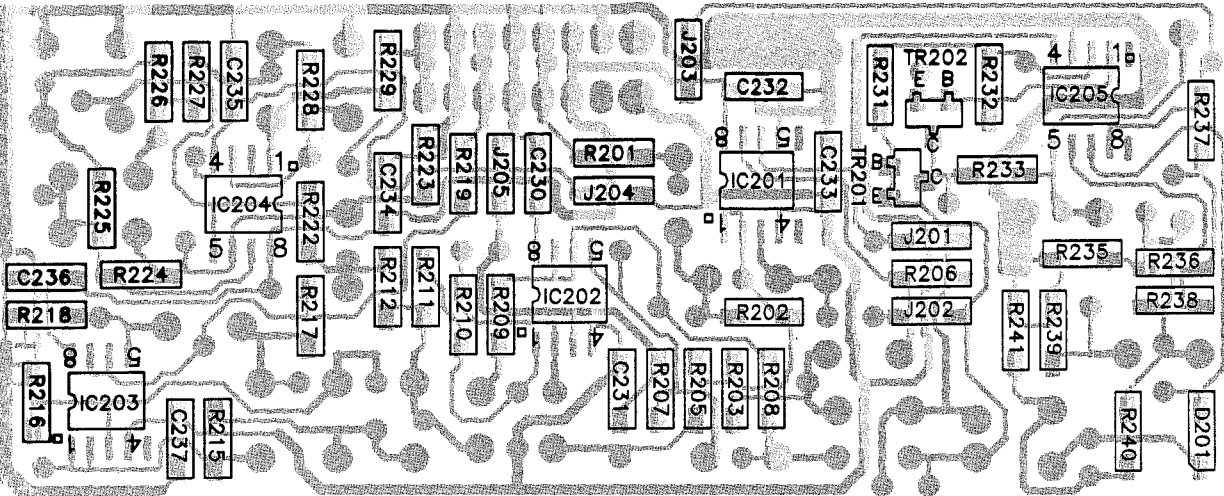 J203
R226
R227
C235
R228
R229
C232
R231
TR202
E B
C
R232
4 1
IC205
5 8
R237
R225
4 1
IC204
5 8
R222
C234
R223
R219
J205
C230
R201
J204
8 5
IC201
1 4
C233
TR201
B
C
E
R233
C236
R224
R218
R217
R212
R211
R210
R209
8 5
IC202
1 4
R202
J201
R206
J202
R235
R236
R238
R241
R239
8 5
IC203
1 4
R216
C237
R215
C231
R207
R205
R203
R208
R240
D201